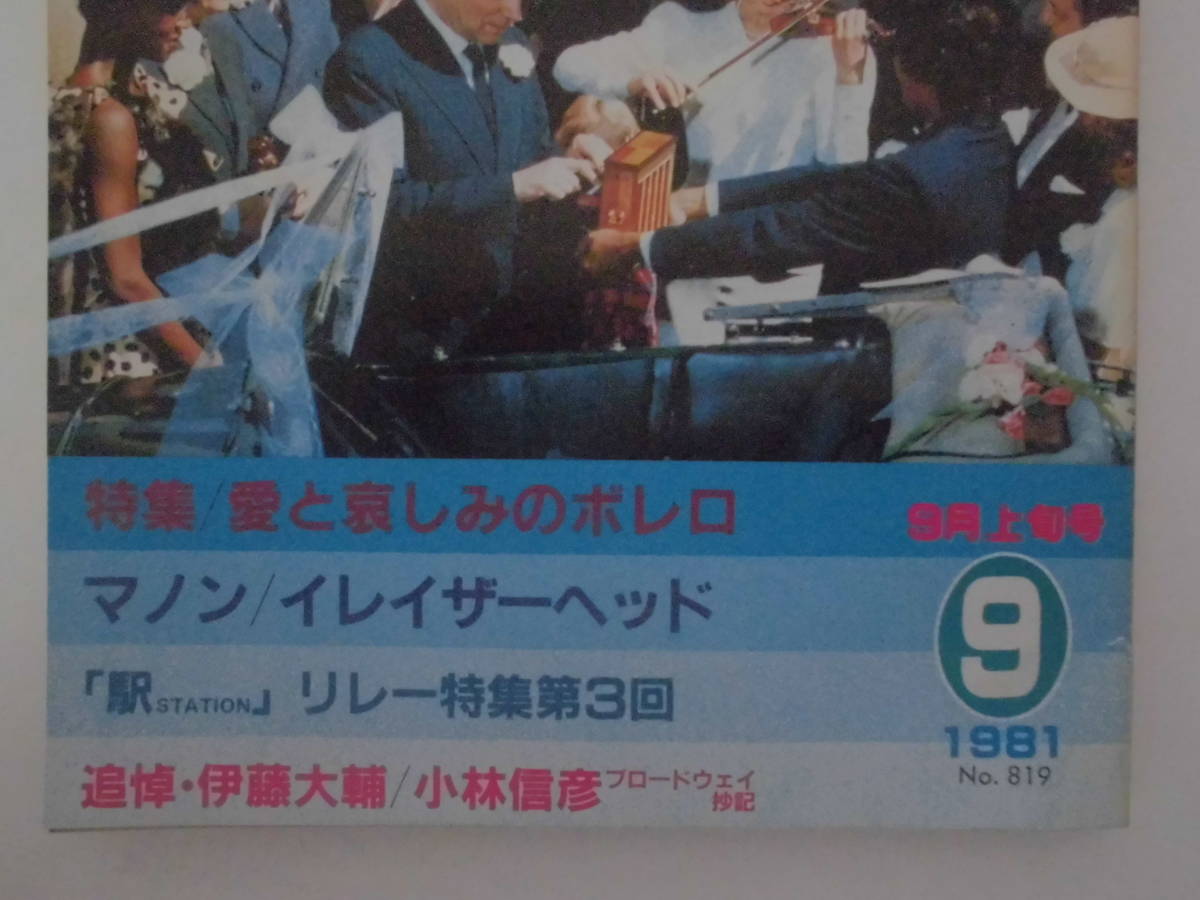 特集/愛と哀しみのボレロ
9月上旬号
マノン/イレイザーヘッド
9
「駅STATION」リレー特集第3回
1981
No. 819
追悼・伊藤大輔/小林信彦ブロードウェイ抄記